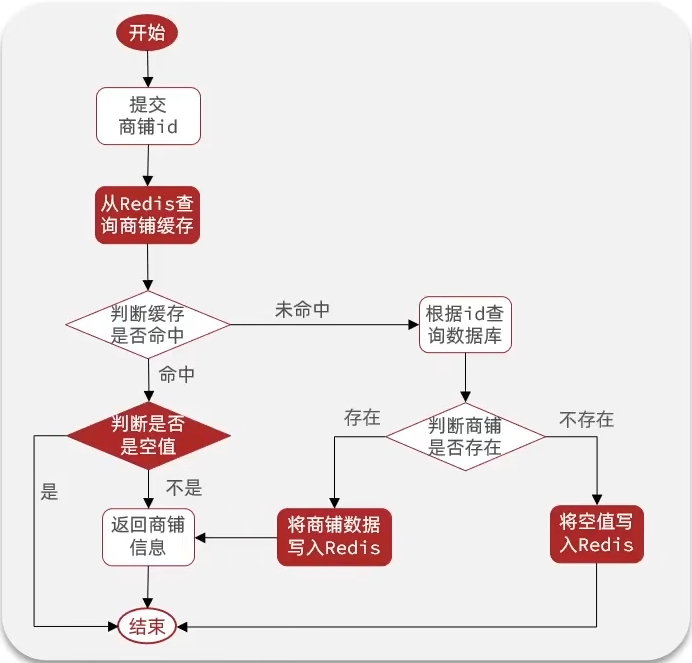 开始
提交
商铺id
从Redis查
询商铺缓存
判断缓存
是否命中
未命中
根据id查
询数据库
命中
判断是否
是空值
存在
判断商铺
是否存在
不存在
是
不是
返回商铺
信息
将商铺数据
写入Redis
将空值写
入Redis
结束